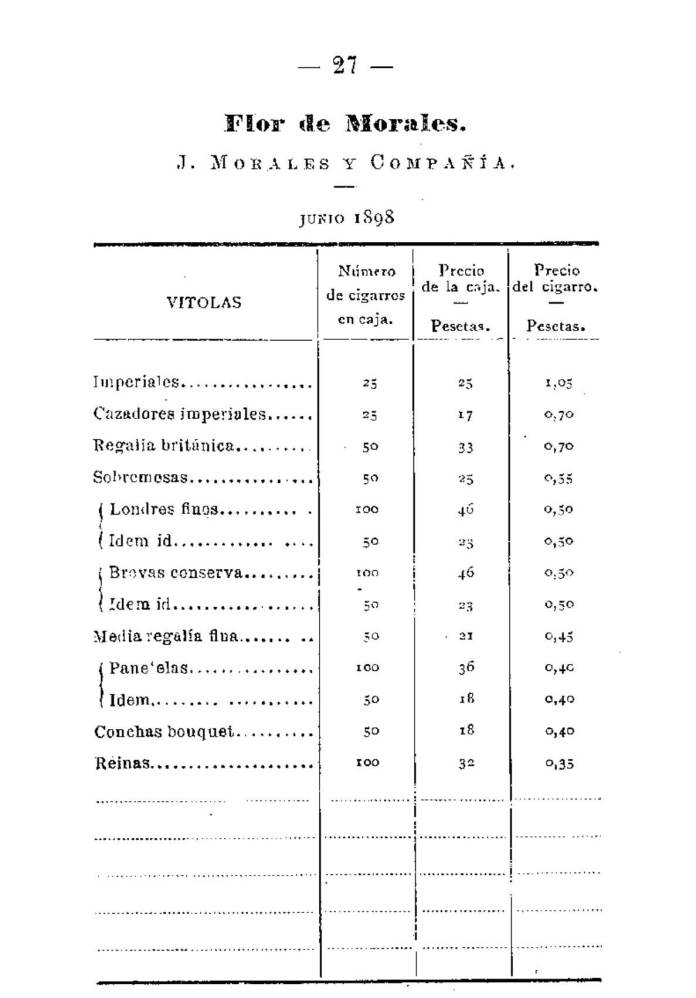 — 27 —
Flor de Morales.
J. MORALES Y COMPAÑÍA.
JUNIO 1898
VITOLAS
Número de cigarros en caja.
Precio de la caja. — Pesetas.
Precio del cigarro. — Pesetas.
Imperiales................. 25 25 1,05
Cazadores imperiales...... 25 17 0,70
Regalia británica.......... 50 33 0,70
Sobremesas................ 50 25 0,55
Londres finos.......... . 100 46 0,50
Idem id............. .... 50 23 0,50
Brevas conserva......... 100 46 0,50
Idem id.................. 50 23 0,50
Media regalía fina....... .. 50 21 0,45
Panetelas................ 100 36 0,40
Idem......... ........... 50 18 0,40
Conchas bouquet.......... 50 18 0,40
Reinas..................... 100 32 0,35